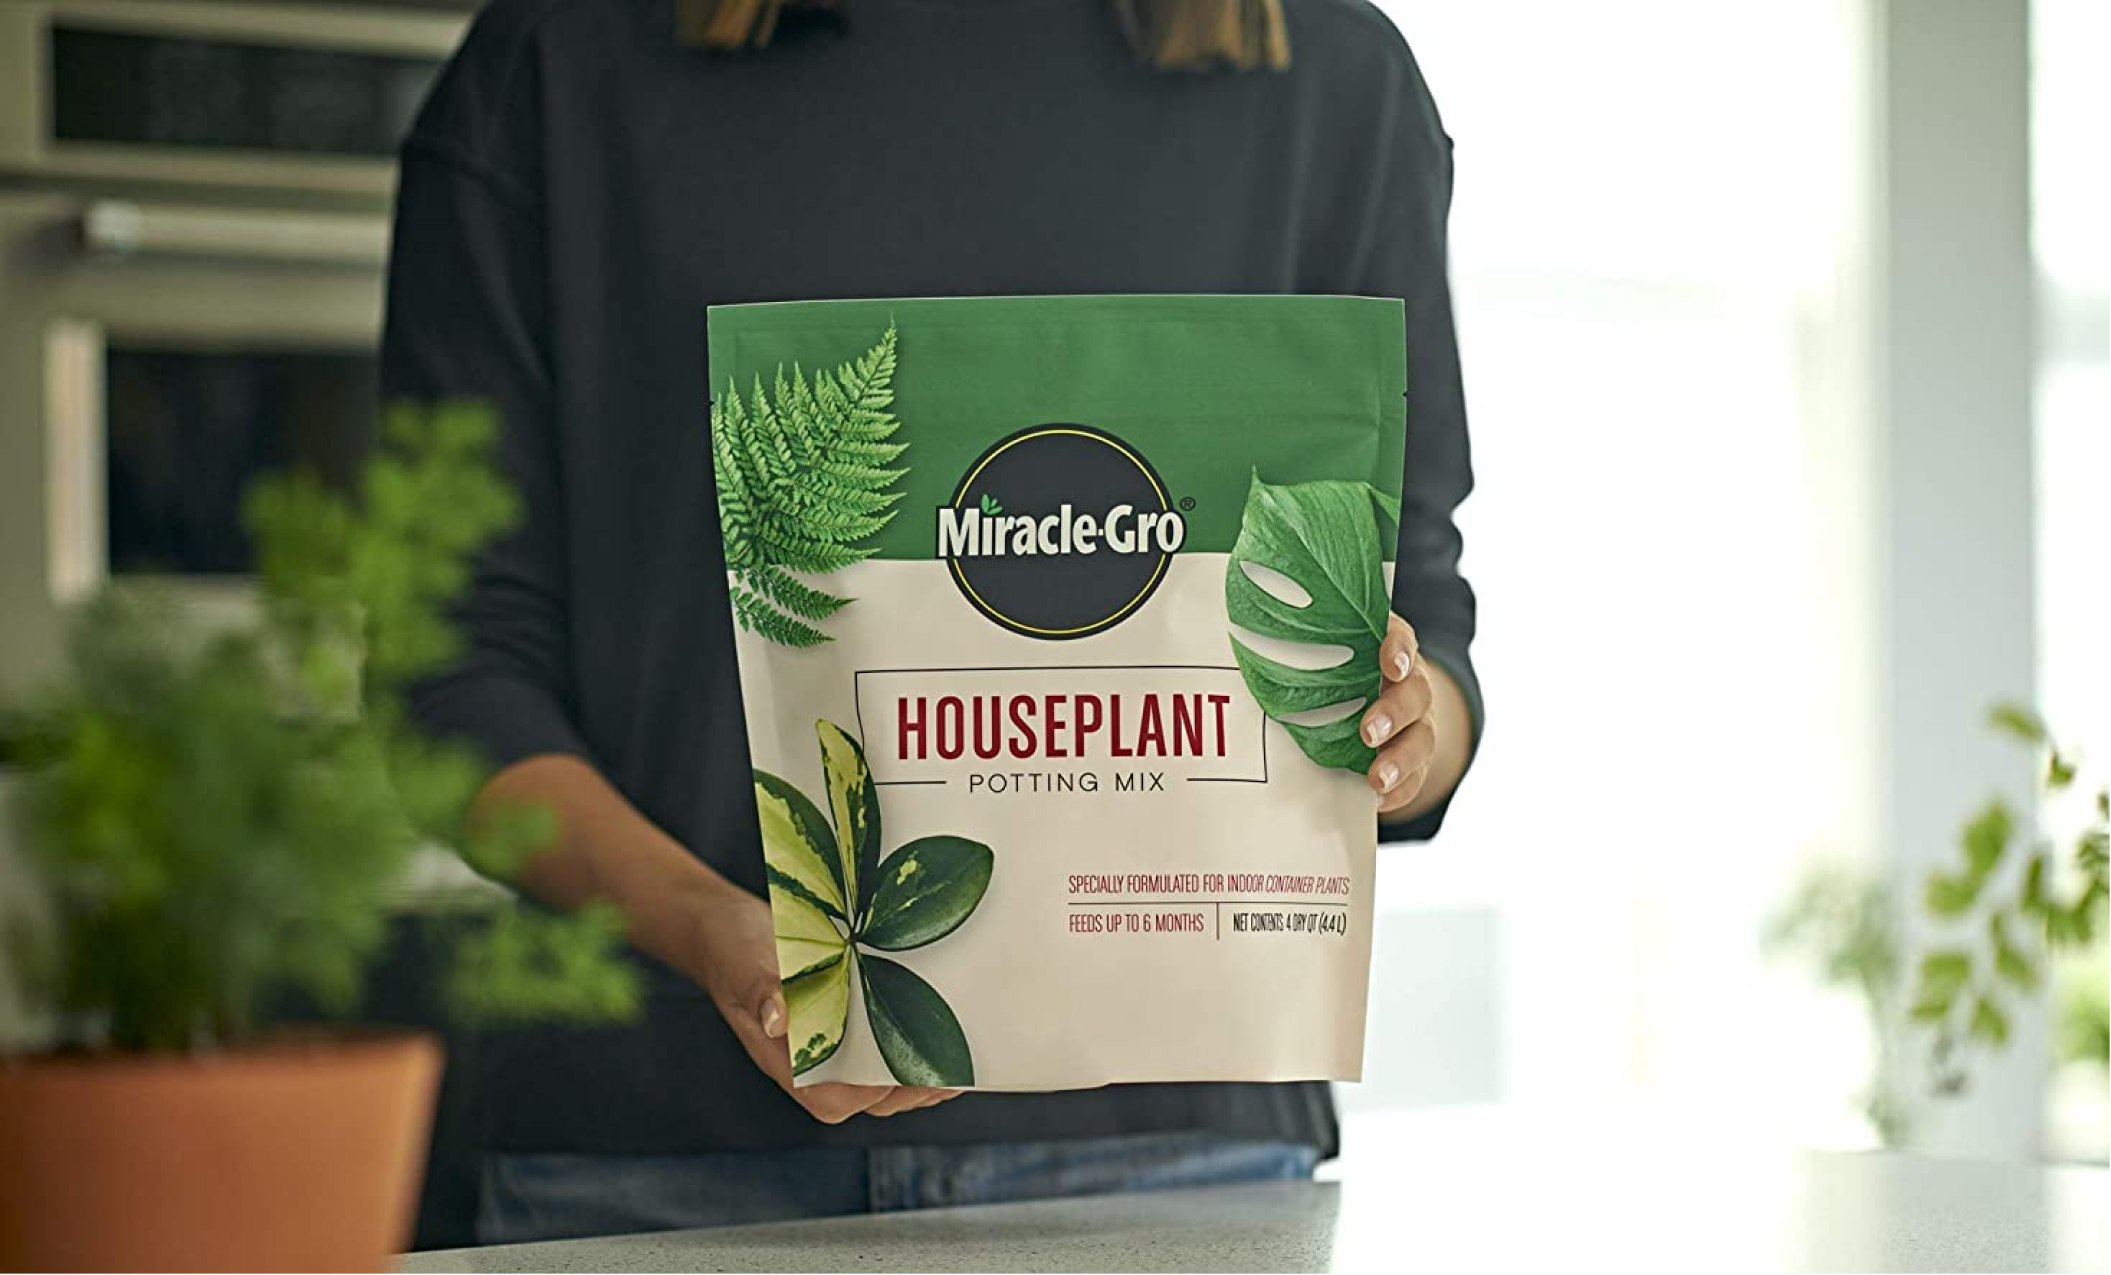 Miracle-Gro®
HOUSEPLANT
POTTING MIX
SPECIALLY FORMULATED FOR INDOOR CONTAINER PLANTS
FEEDS UP TO 6 MONTHS
NET CONTENTS 4 DRY QT (4.4 L)